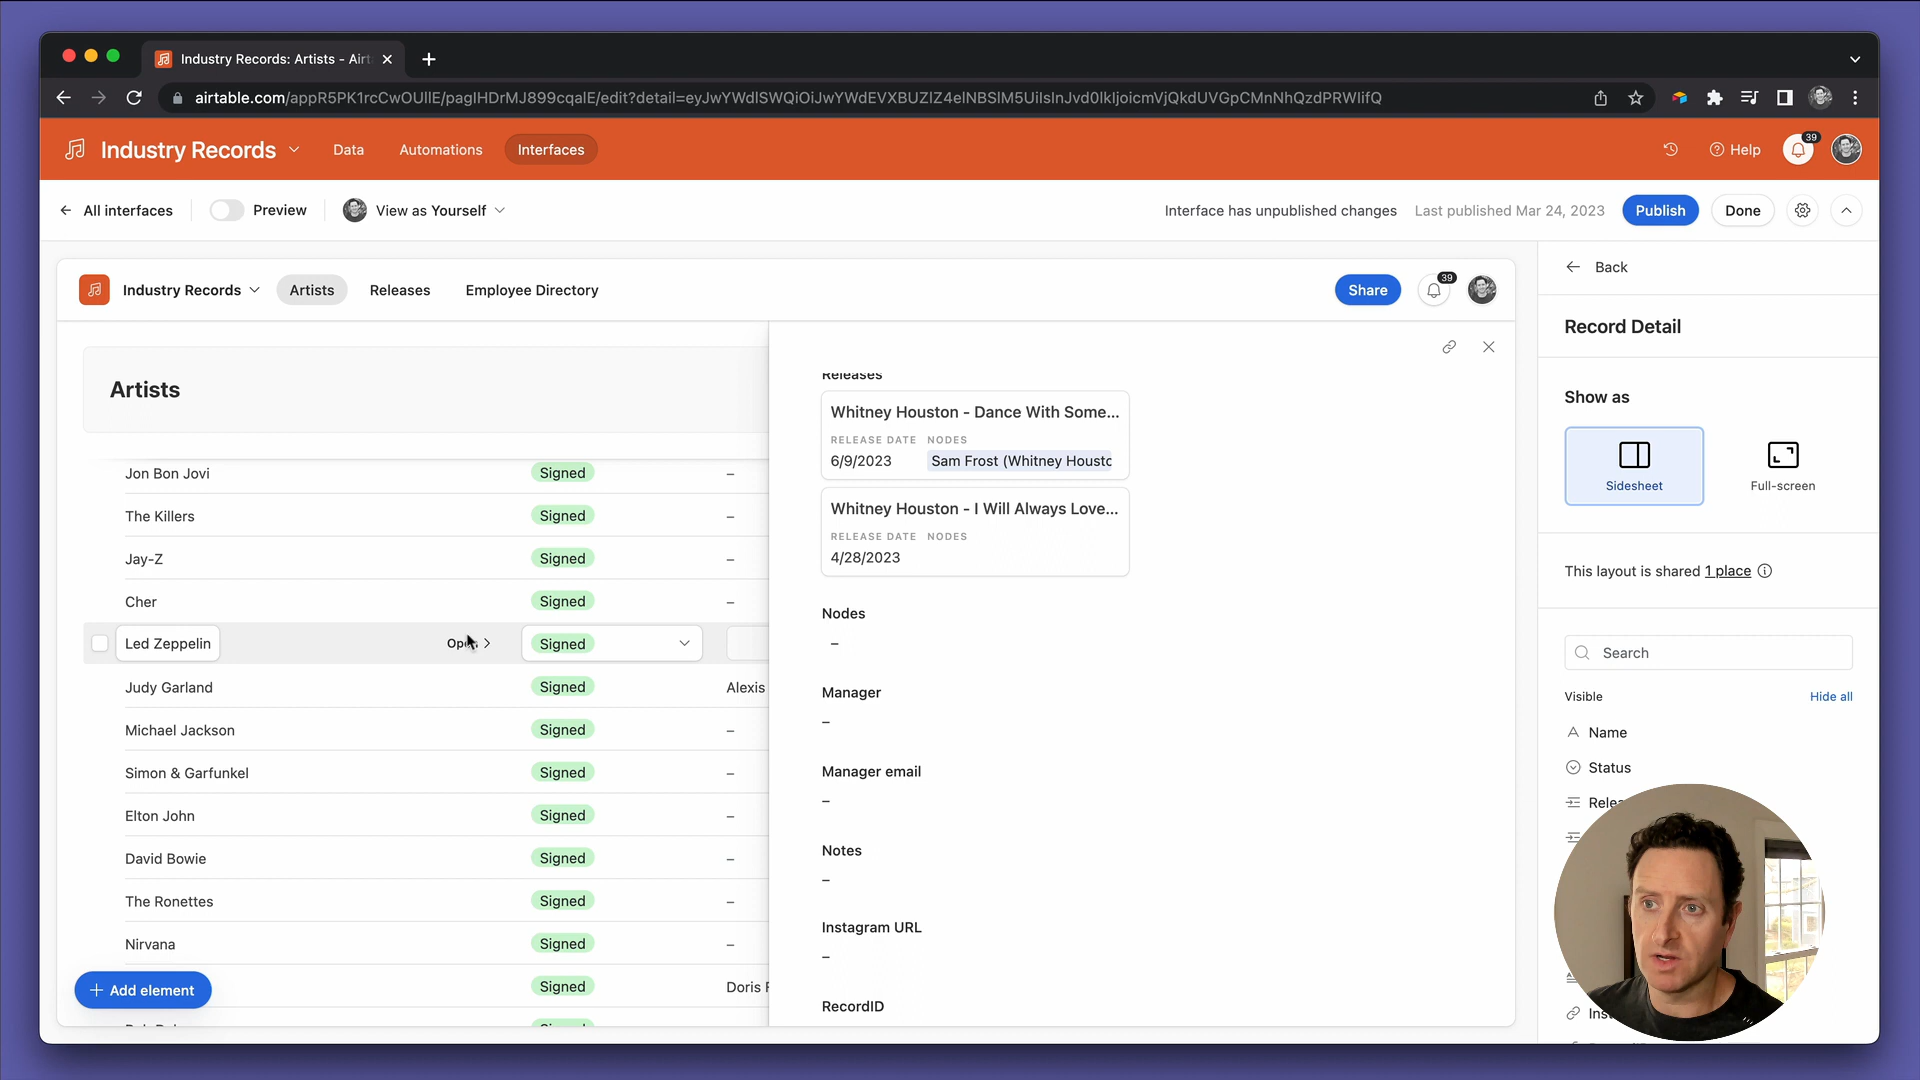 Industry Records: Artists - Airt
airtable.com/appR5PK1rcCwOUllE/pagIHDrMJ899cqalE/edit?detail=eyJwYWdlSWQiOiJwYWdEVXBUZlZ4elNBSlM5UiIsInJvd0lkIjoicmVjQkdUVGpCMnNhQzdPRWlifQ
Industry Records
Data
Automations
Interfaces
Help
39
All interfaces
Preview
View as Yourself
Interface has unpublished changes
Last published Mar 24, 2023
Publish
Done
Industry Records
Artists
Releases
Employee Directory
Share
39
Artists
Jon Bon Jovi Signed –
The Killers Signed –
Jay-Z Signed –
Cher Signed –
Led Zeppelin Signed
Judy Garland Signed Alexis
Michael Jackson Signed –
Simon & Garfunkel Signed –
Elton John Signed –
David Bowie Signed –
The Ronettes Signed –
Nirvana Signed –
Signed Doris
Signed
Add element
Releases
Whitney Houston - Dance With Some...
RELEASE DATE NODES
6/9/2023 Sam Frost (Whitney Housto
Whitney Houston - I Will Always Love...
RELEASE DATE NODES
4/28/2023
Nodes
–
Manager
–
Manager email
–
Notes
–
Instagram URL
–
RecordID
Back
Record Detail
Show as
Sidesheet
Full-screen
This layout is shared 1 place
Search
Visible
Hide all
Name
Status